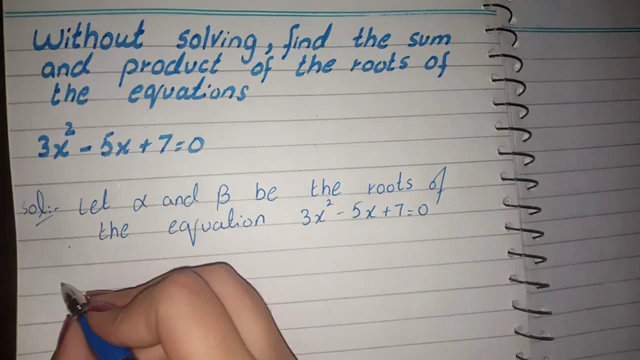 Without solving, find the sum
and product of the roots of
the equations
3x² - 5x + 7 = 0
Sol:- Let α and β be the roots of
the equation 3x² - 5x + 7 = 0